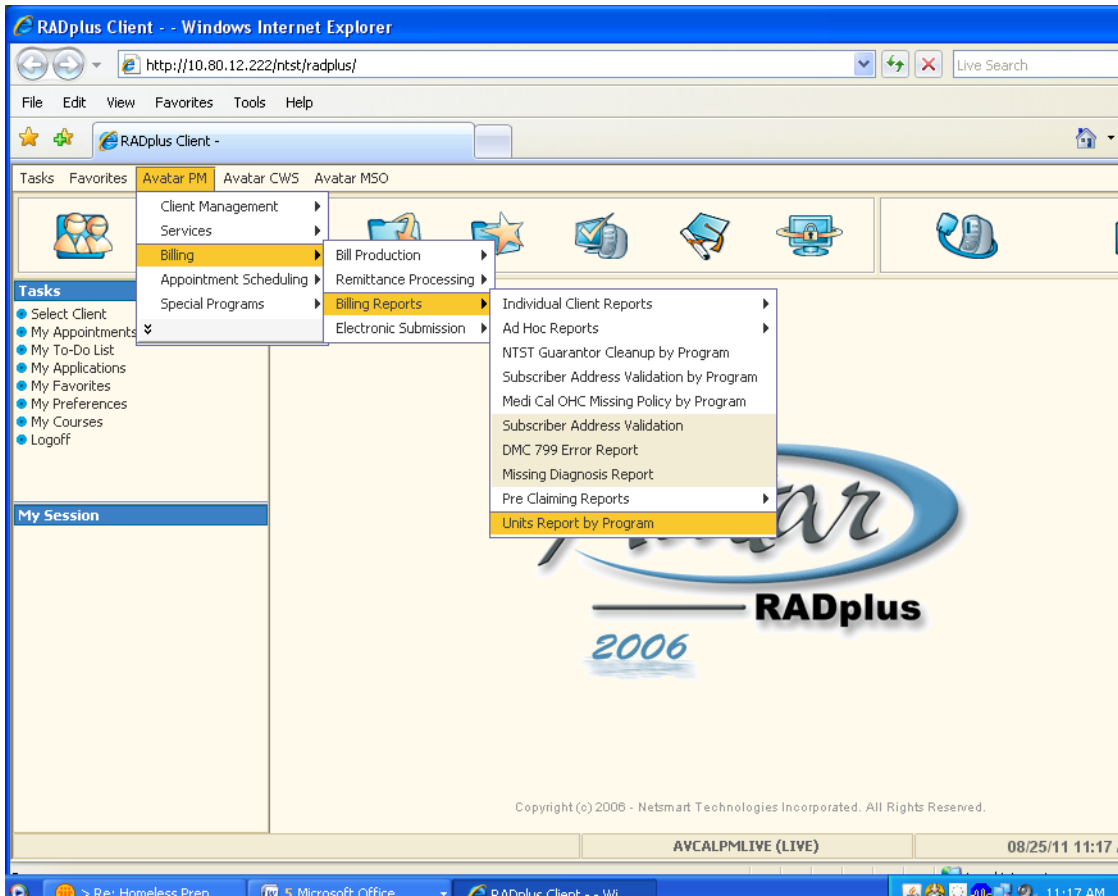 RADplus Client - - Windows Internet Explorer
http://10.80.12.222/ntst/radplus/
Live Search
File Edit View Favorites Tools Help
RADplus Client -
Tasks Favorites Avatar PM Avatar CWS Avatar MSO
Client Management
Services
Billing
Appointment Scheduling
Special Programs
Bill Production
Remittance Processing
Billing Reports
Electronic Submission
Individual Client Reports
Ad Hoc Reports
NTST Guarantor Cleanup by Program
Subscriber Address Validation by Program
Medi Cal OHC Missing Policy by Program
Subscriber Address Validation
DMC 799 Error Report
Missing Diagnosis Report
Pre Claiming Reports
Units Report by Program
Tasks
Select Client
My Appointments
My To-Do List
My Applications
My Favorites
My Preferences
My Courses
Logoff
My Session
RADplus
2006
Copyright (c) 2006 - Netsmart Technologies Incorporated. All Rights Reserved.
AVCALPMLIVE (LIVE)
08/25/11 11:17
> Re: Homeless Prep
5 Microsoft Office
RADplus Client - - Wi
11:17 AM